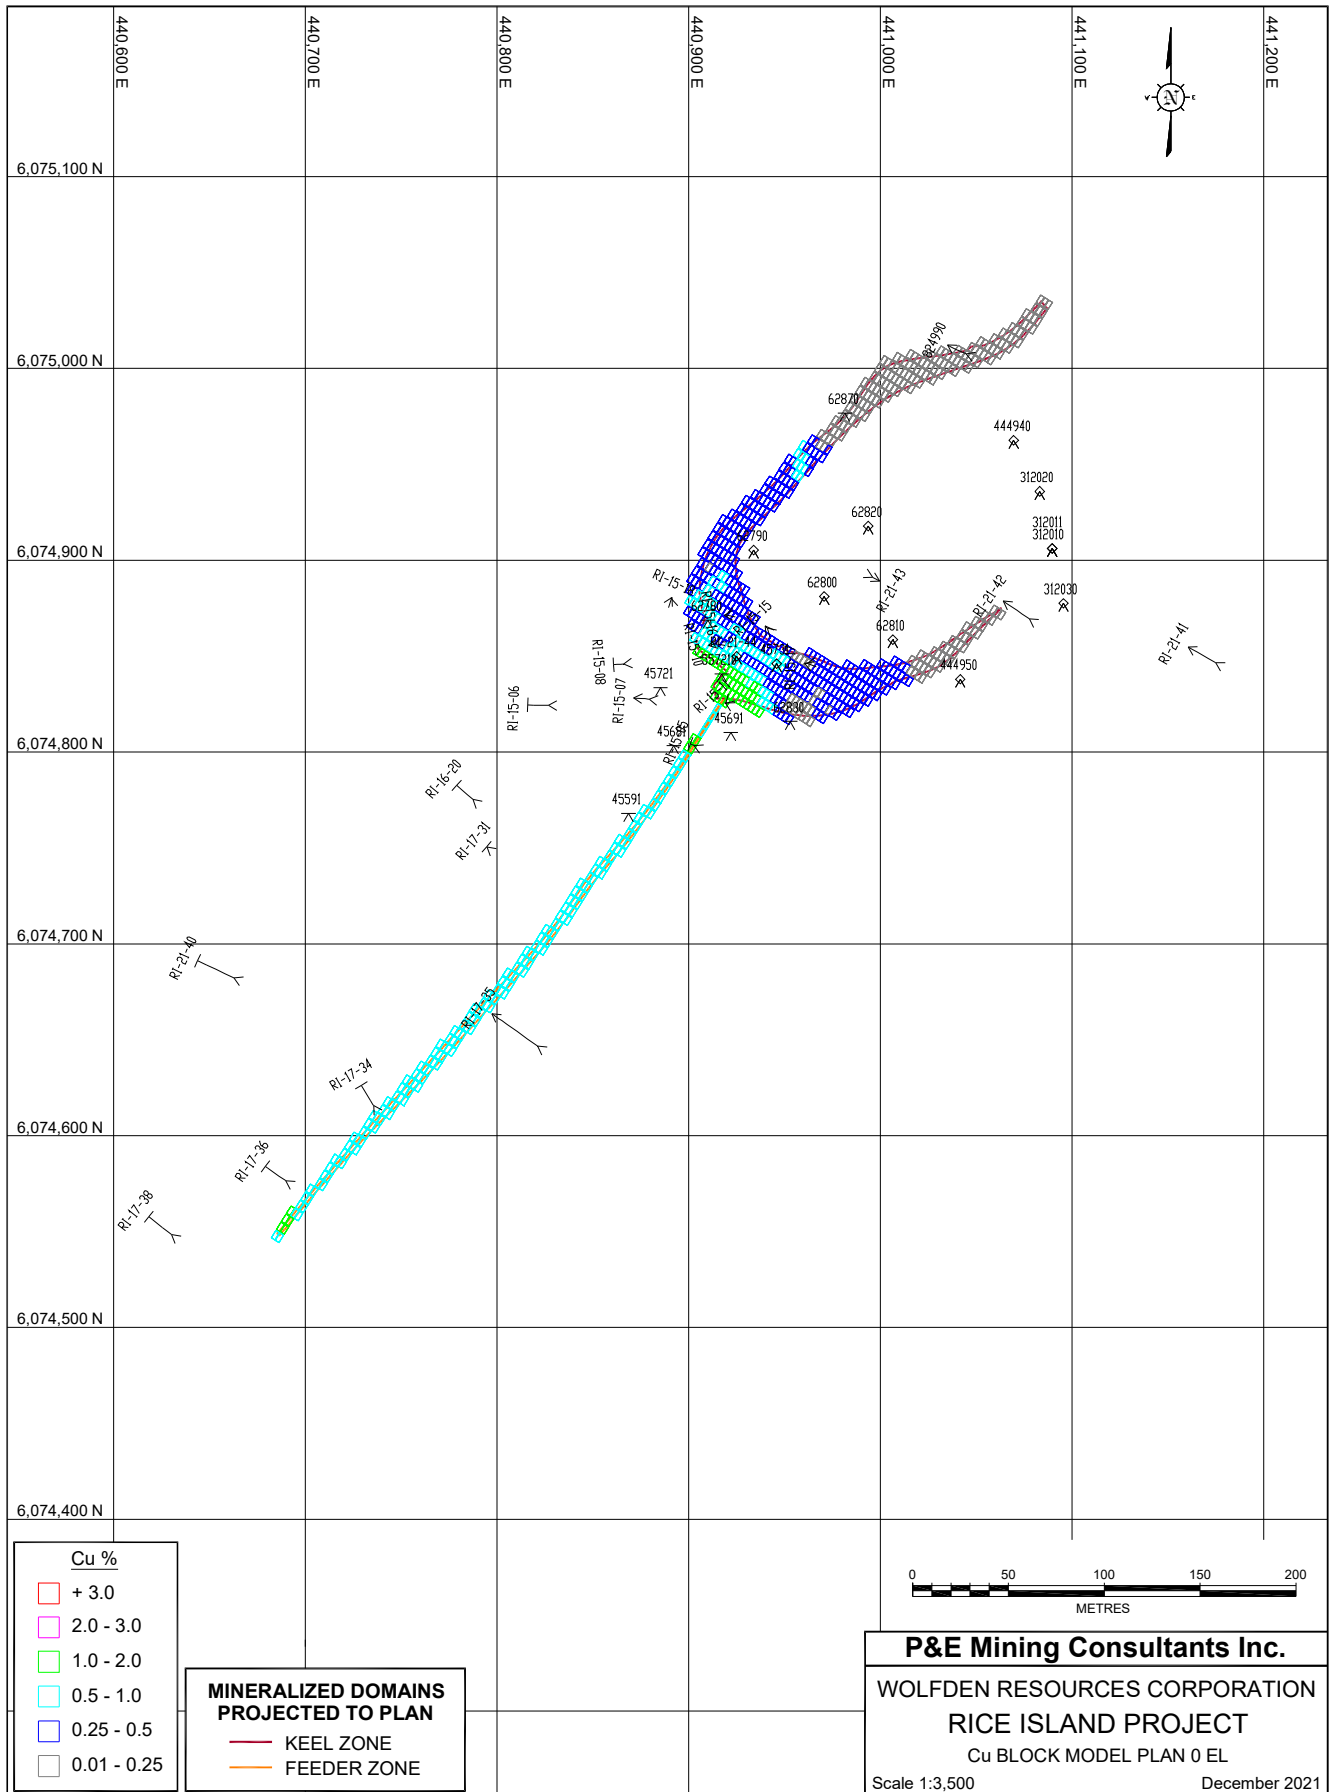 440,600 E
440,700 E
440,800 E
440,900 E
441,000 E
441,100 E
441,200 E
N
E
6,075,100 N
6,075,000 N
824990
62870
444940
312020
62820
312011
312010
6,074,900 N
62800
RI-21-43
RI-21-42
312030
62810
RI-21-41
444950
RI-15-08
RI-15-07
45721
RI-15-06
45691
6,074,800 N
RI-16-20
45591
RI-17-31
6,074,700 N
RI-21-40
RI-17-35
RI-17-34
6,074,600 N
RI-17-36
RI-17-38
6,074,500 N
6,074,400 N
Cu %
+ 3.0
2.0 - 3.0
1.0 - 2.0
0.5 - 1.0
0.25 - 0.5
0.01 - 0.25
MINERALIZED DOMAINS
PROJECTED TO PLAN
KEEL ZONE
FEEDER ZONE
0 50 100 150 200
METRES
P&E Mining Consultants Inc.
WOLFDEN RESOURCES CORPORATION
RICE ISLAND PROJECT
Cu BLOCK MODEL PLAN 0 EL
Scale 1:3,500 December 2021